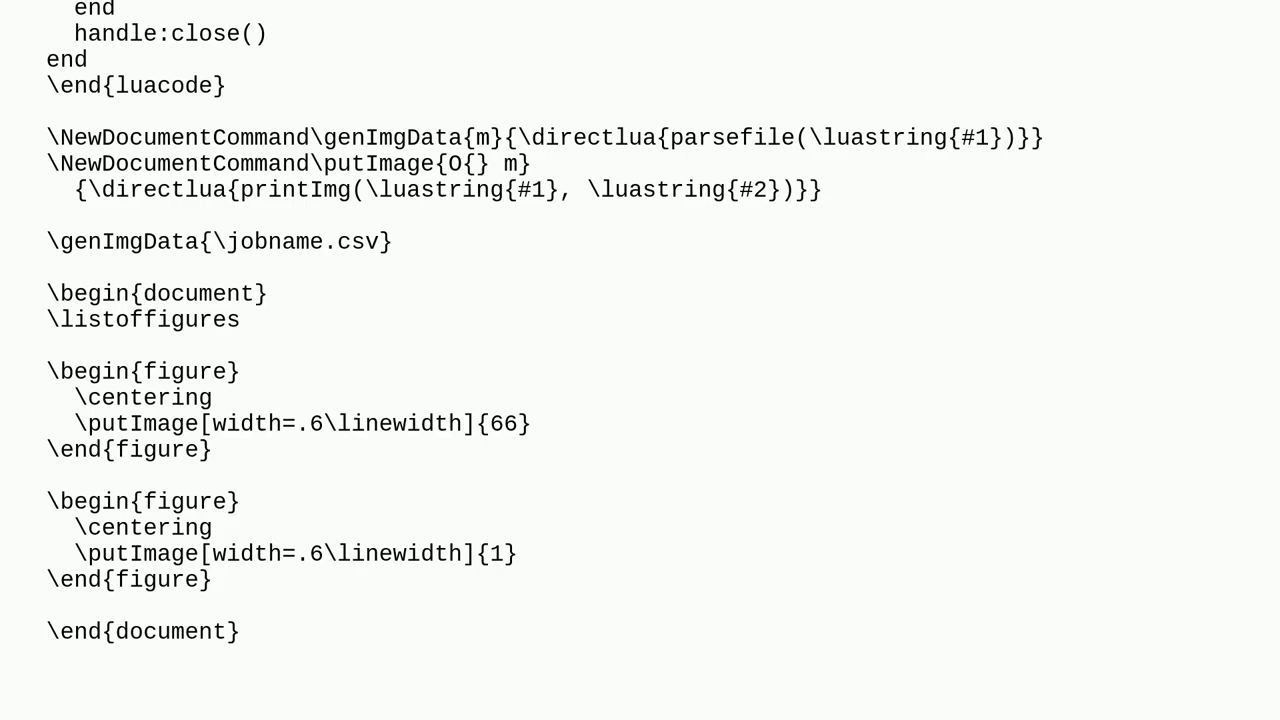 end
  handle:close()
end
\end{luacode}

\NewDocumentCommand\genImgData{m}{\directlua{parsefile(\luastring{#1})}}
\NewDocumentCommand\putImage{O{} m}
  {\directlua{printImg(\luastring{#1}, \luastring{#2})}}

\genImgData{\jobname.csv}

\begin{document}
\listoffigures

\begin{figure}
  \centering
  \putImage[width=.6\linewidth]{66}
\end{figure}

\begin{figure}
  \centering
  \putImage[width=.6\linewidth]{1}
\end{figure}

\end{document}